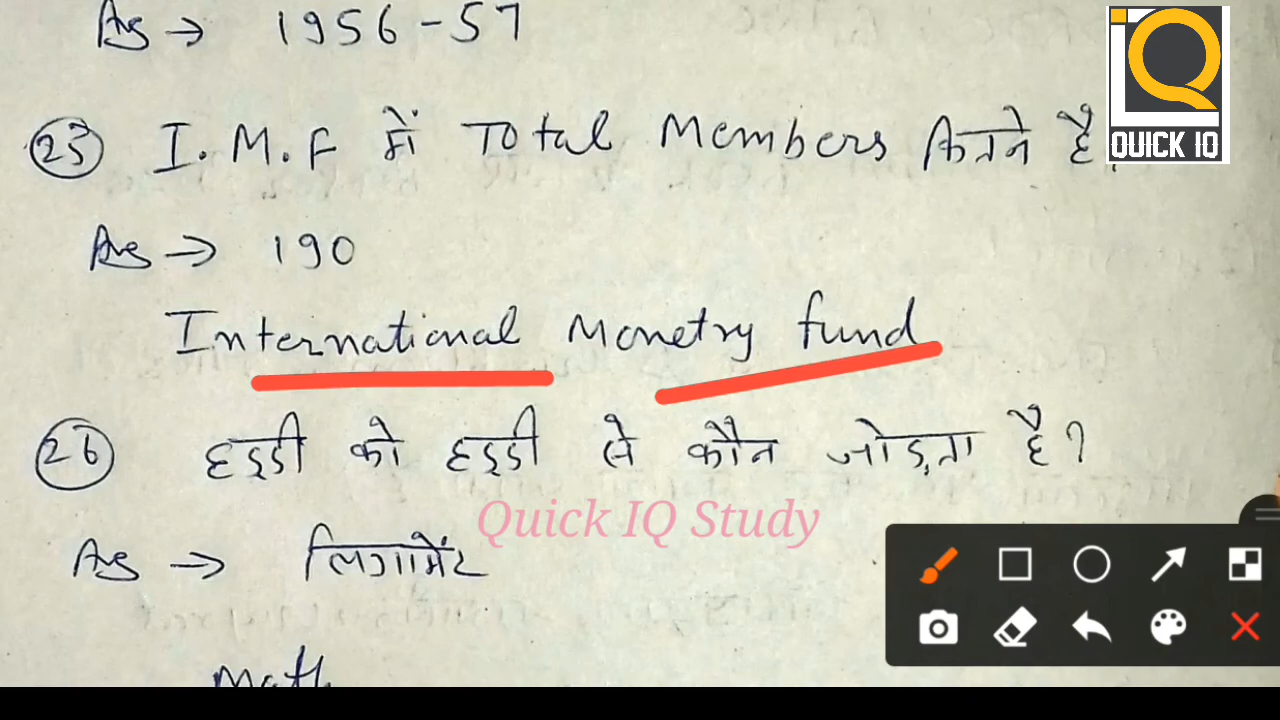 Ans → 1956-57
QUICK IQ
25 I.M.F में Total Members कितने है?
Ans → 190
International Monetry fund
26 हड्डी को हड्डी से कौन जोड़ता है?
Quick IQ Study
Ans → लिगामेंट
Math